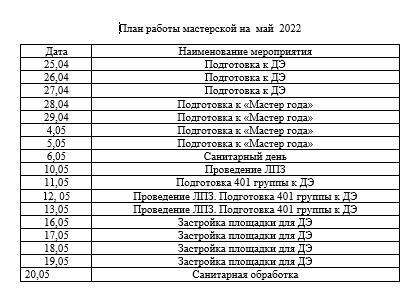 План работы мастерской на май 2022
Дата Наименование мероприятия
25,04 Подготовка к ДЭ
26,04 Подготовка к ДЭ
27,04 Подготовка к ДЭ
28,04 Подготовка к «Мастер года»
29,04 Подготовка к «Мастер года»
4,05 Подготовка к «Мастер года»
5,05 Подготовка к «Мастер года»
6,05 Санитарный день
10,05 Проведение ЛПЗ
11,05 Подготовка 401 группы к ДЭ
12, 05 Проведение ЛПЗ. Подготовка 401 группы к ДЭ
13,05 Проведение ЛПЗ. Подготовка 401 группы к ДЭ
16,05 Застройка площадки для ДЭ
17,05 Застройка площадки для ДЭ
18,05 Застройка площадки для ДЭ
19,05 Застройка площадки для ДЭ
20,05 Санитарная обработка